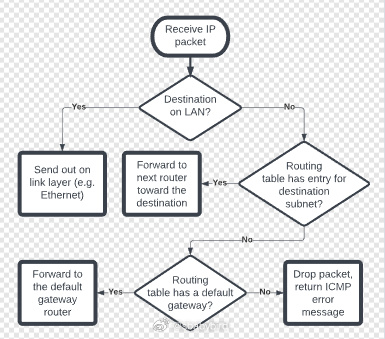 Receive IP
packet
Destination
on LAN?
Yes
No
Send out on
link layer (e.g.
Ethernet)
Forward to
next router
toward the
destination
Yes
Routing
table has entry for
destination
subnet?
No
Forward to
the default
gateway
router
Yes
Routing
table has a default
gateway?
No
Drop packet,
return ICMP
error
message